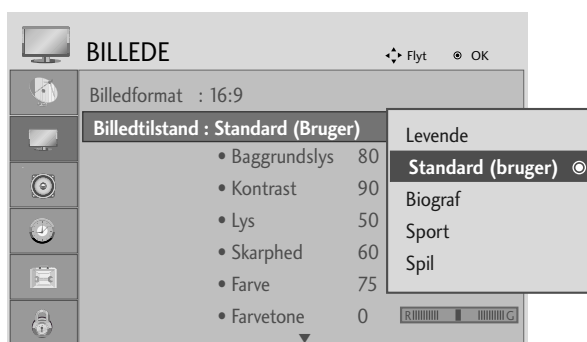 BILLEDE
Flyt OK
Billedformat : 16:9
Billedtilstand : Standard (Bruger)
• Baggrundslys 80
• Kontrast 90
• Lys 50
• Skarphed 60
• Farve 75
• Farvetone 0 R G
Levende
Standard (bruger)
Biograf
Sport
Spil